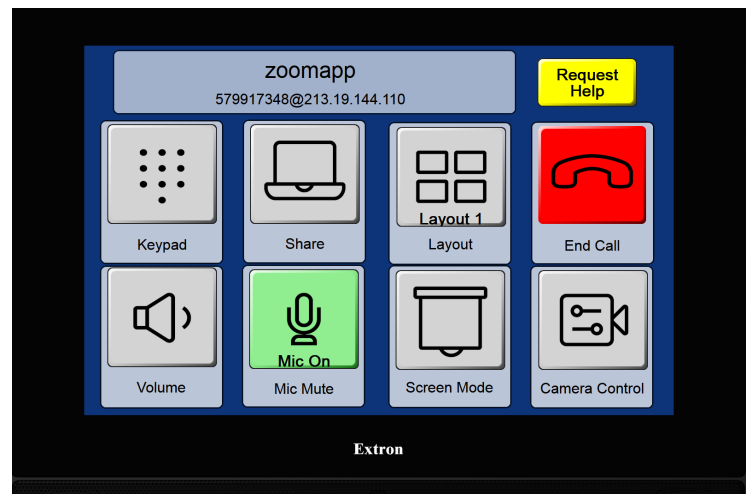 zoomapp
579917348@213.19.144.110
Request
Help
Keypad
Share
Layout 1
Layout
End Call
Volume
Mic On
Mic Mute
Screen Mode
Camera Control
Extron